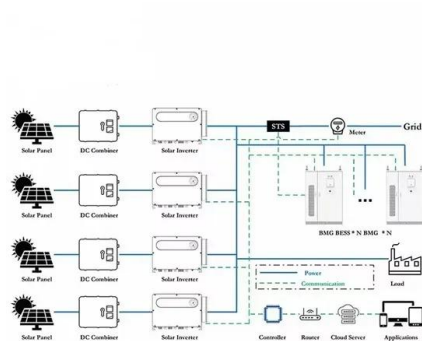 STS
Meter
Grid
Solar Panel DC Combiner Solar Inverter
Solar Panel DC Combiner Solar Inverter
BMG BESS * N BMG * N
Solar Panel DC Combiner Solar Inverter
Power
Communication
Load
Solar Panel DC Combiner Solar Inverter
Controller Router Cloud Server Applications